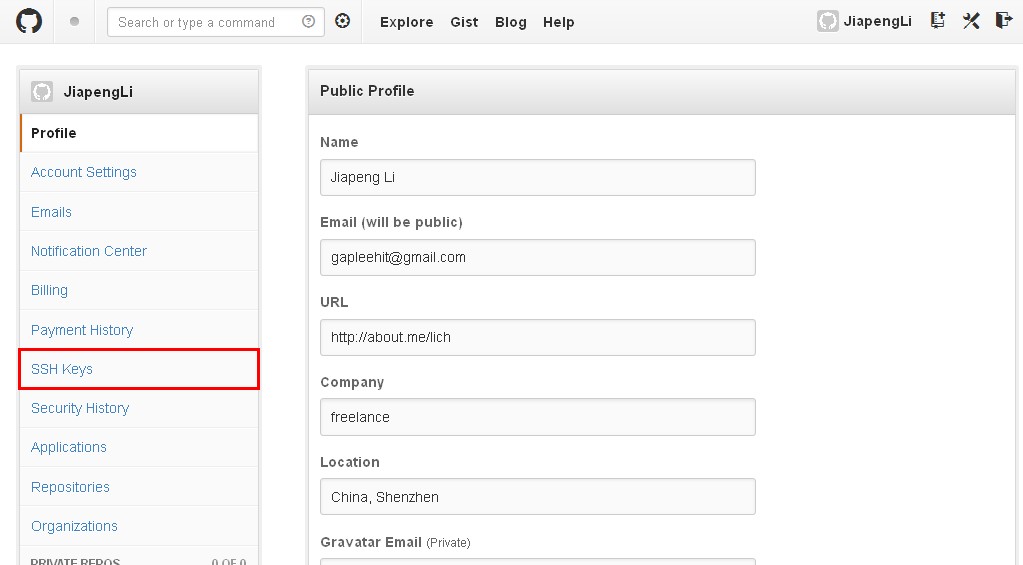 Search or type a command
Explore Gist Blog Help
JiapengLi
JiapengLi
Profile
Account Settings
Emails
Notification Center
Billing
Payment History
SSH Keys
Security History
Applications
Repositories
Organizations
PRIVATE REPOS 0 OF 0
Public Profile
Name
Jiapeng Li
Email (will be public)
gapleehit@gmail.com
URL
http://about.me/lich
Company
freelance
Location
China, Shenzhen
Gravatar Email (Private)